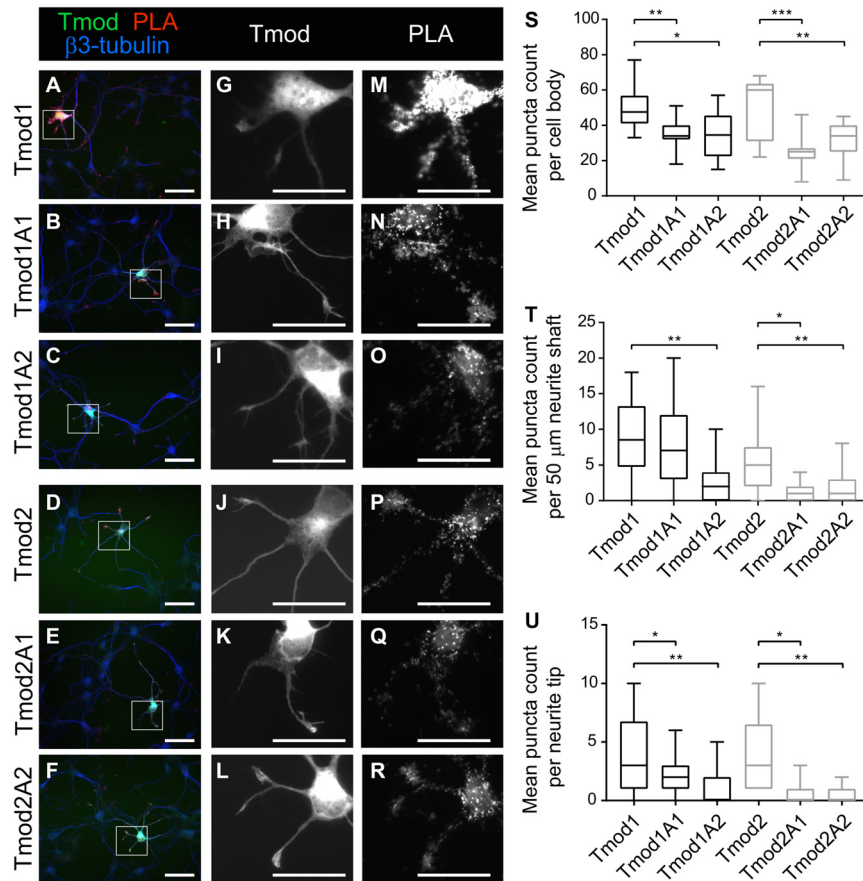 Tmod PLA
β3-tubulin
Tmod
PLA
Tmod1
A
G
M
Tmod1A1
B
H
N
Tmod1A2
C
I
O
Tmod2
D
J
P
Tmod2A1
E
K
Q
Tmod2A2
F
L
R
S
Mean puncta count
per cell body
100
80
60
40
20
0
**
*
***
**
Tmod1
Tmod1A1
Tmod1A2
Tmod2
Tmod2A1
Tmod2A2
T
Mean puncta count
per 50 μm neurite shaft
25
20
15
10
5
0
**
*
**
Tmod1
Tmod1A1
Tmod1A2
Tmod2
Tmod2A1
Tmod2A2
U
Mean puncta count
per neurite tip
15
10
5
0
*
**
*
**
Tmod1
Tmod1A1
Tmod1A2
Tmod2
Tmod2A1
Tmod2A2